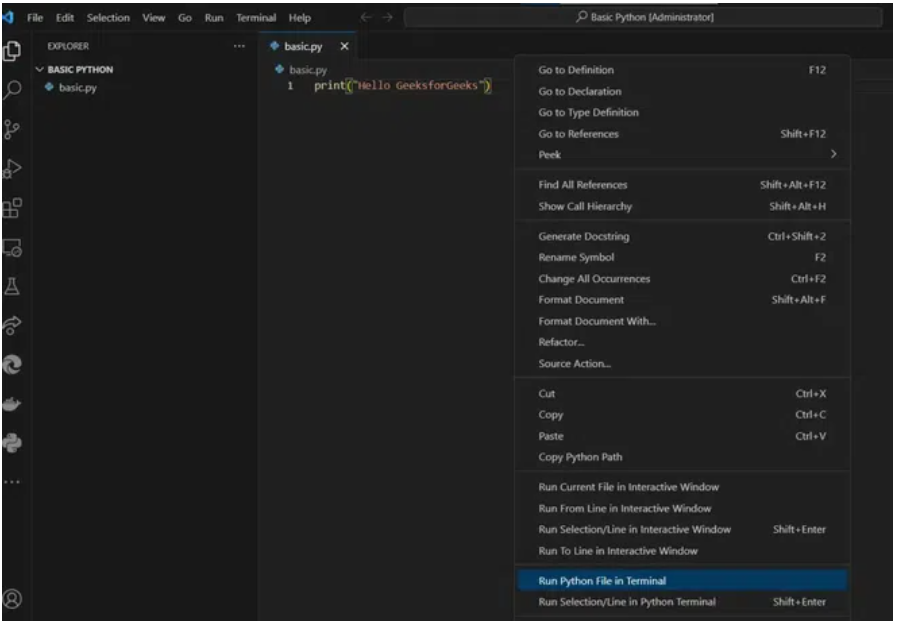 File Edit Selection View Go Run Terminal Help
Basic Python [Administrator]
EXPLORER
basic.py
BASIC PYTHON
basic.py
basic.py
1 print("Hello GeeksforGeeks")
Go to Definition F12
Go to Declaration
Go to Type Definition
Go to References Shift+F12
Peek
Find All References Shift+Alt+F12
Show Call Hierarchy Shift+Alt+H
Generate Docstring Ctrl+Shift+2
Rename Symbol F2
Change All Occurrences Ctrl+F2
Format Document Shift+Alt+F
Format Document With...
Refactor...
Source Action...
Cut Ctrl+X
Copy Ctrl+C
Paste Ctrl+V
Copy Python Path
Run Current File in Interactive Window
Run From Line in Interactive Window
Run Selection/Line in Interactive Window Shift+Enter
Run To Line in Interactive Window
Run Python File in Terminal
Run Selection/Line in Python Terminal Shift+Enter